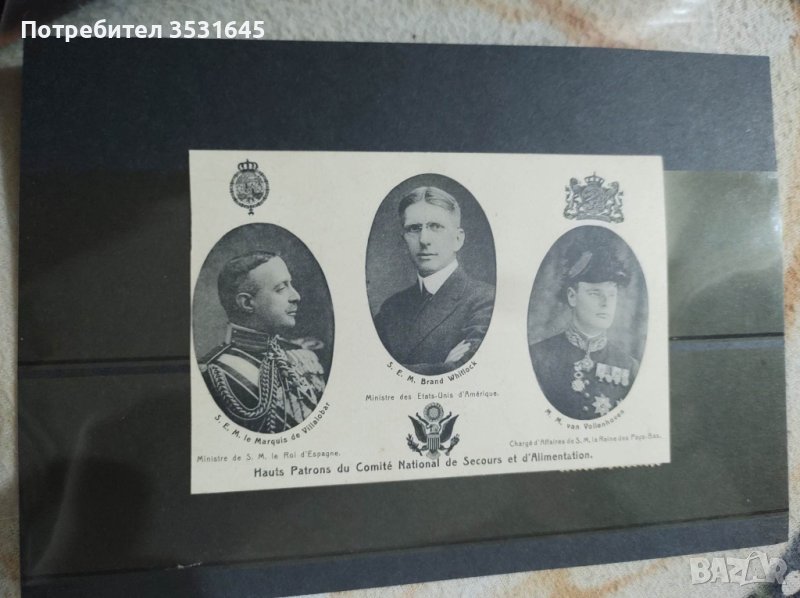 Потребител 3531645
S. E. M. le Marquis de Villalobar
Ministre de S. M. le Roi d'Espagne.
S. E. M. Brand Whitlock
Ministre des Etats-Unis d'Amérique.
M. M. van Vollenhoven
Chargé d'Affaires de S. M. la Reine des Pays-Bas.
Hauts Patrons du Comité National de Secours et d'Alimentation.
BAZAR